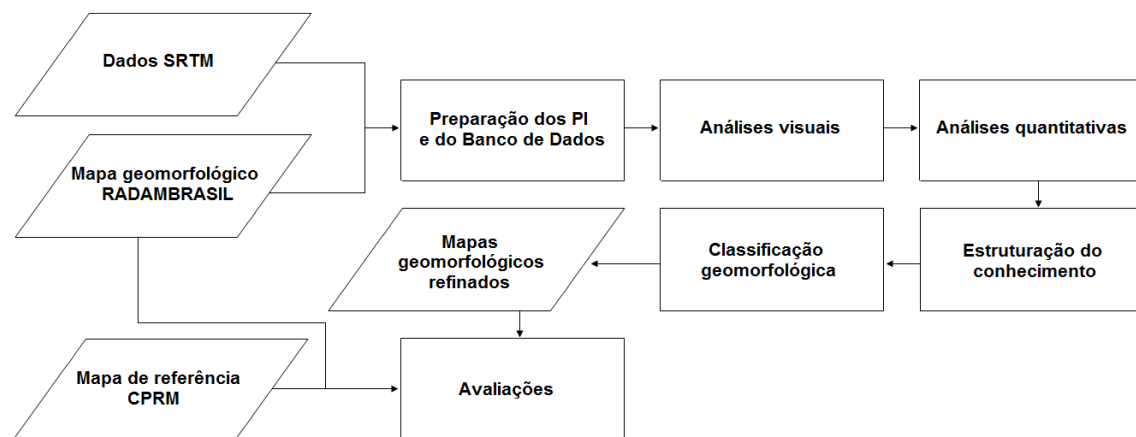 Dados SRTM
Mapa geomorfológico
RADAMBRASIL
Preparação dos PI
e do Banco de Dados
Análises visuais
Análises quantitativas
Estruturação do
conhecimento
Classificação
geomorfológica
Mapas
geomorfológicos
refinados
Mapa de referência
CPRM
Avaliações